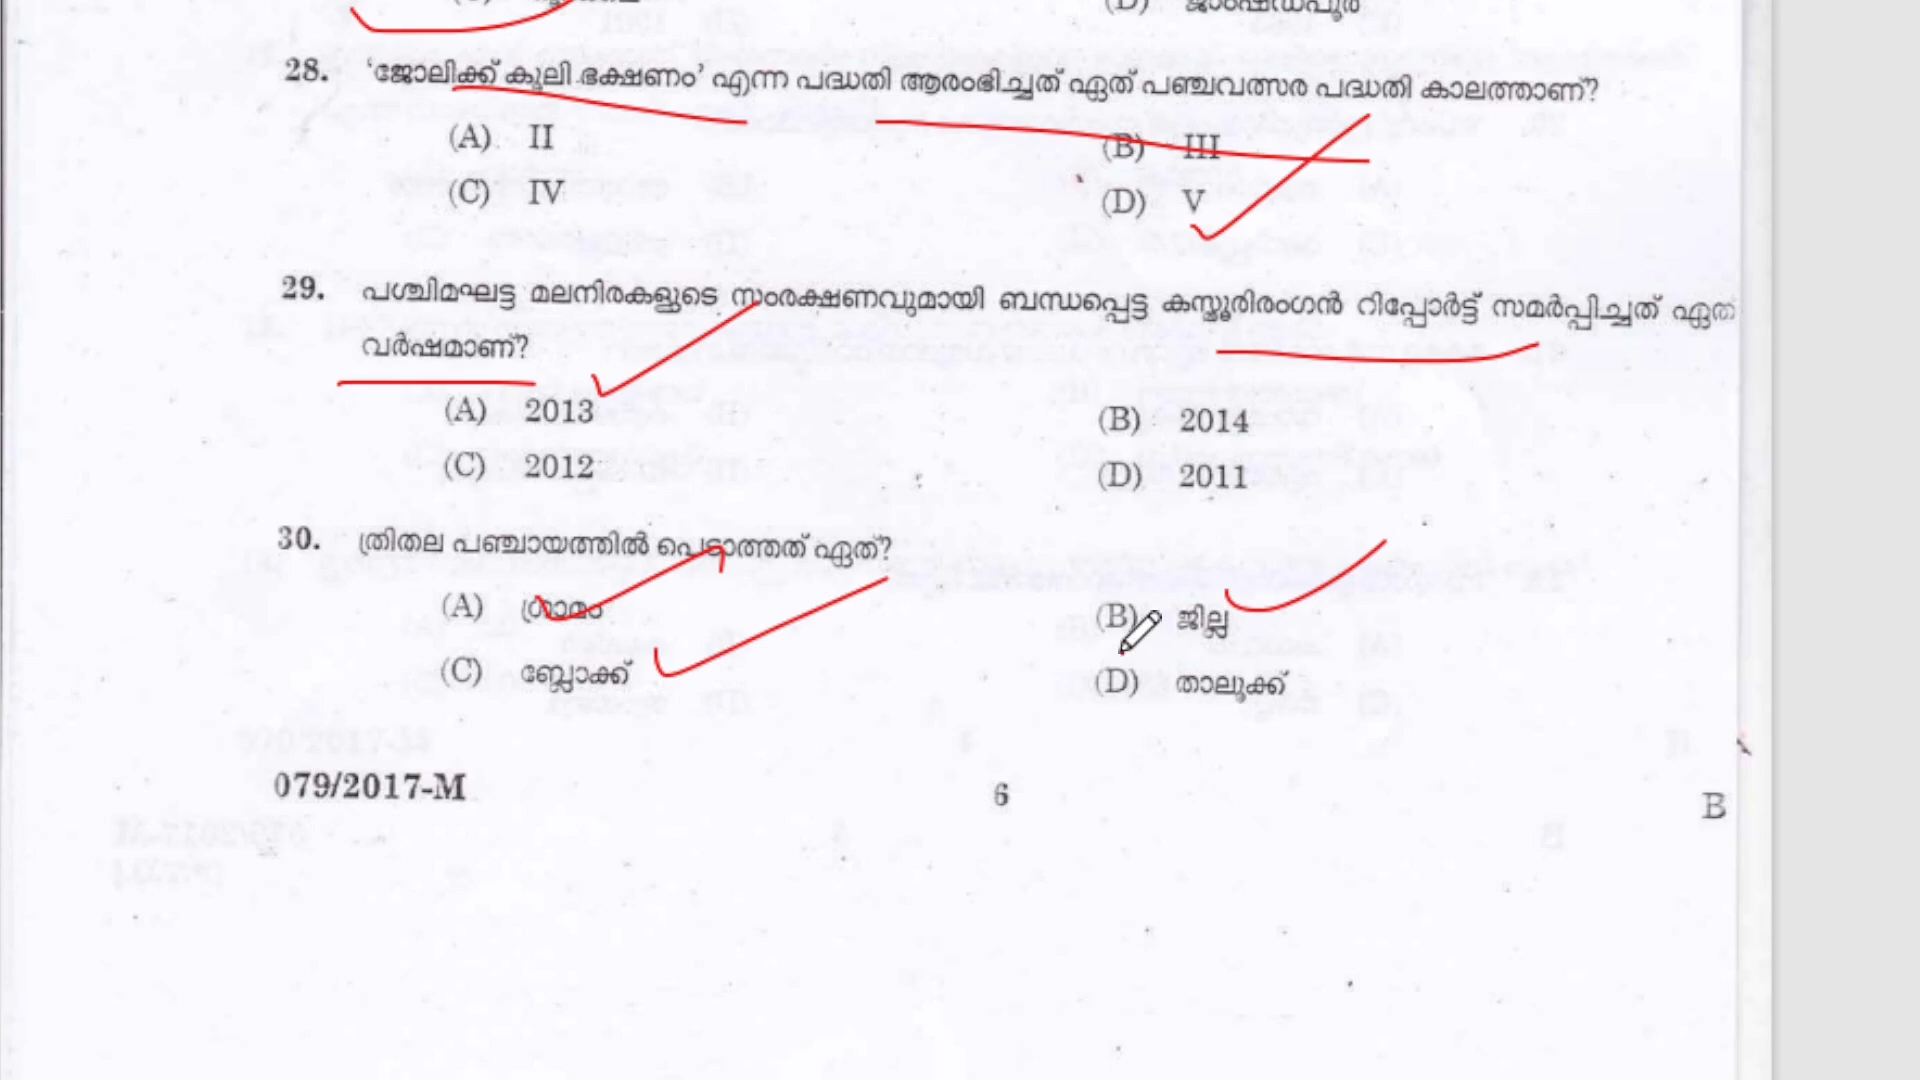 (D) ജാംഷഡ്പൂർ
28. 'ജോലിക്ക് കൂലി ഭക്ഷണം' എന്ന പദ്ധതി ആരംഭിച്ചത് ഏത് പഞ്ചവത്സര പദ്ധതി കാലത്താണ്?
(A) II (B) III
(C) IV (D) V
29. പശ്ചിമഘട്ട മലനിരകളുടെ സംരക്ഷണവുമായി ബന്ധപ്പെട്ട കസ്തൂരിരംഗൻ റിപ്പോർട്ട് സമർപ്പിച്ചത് ഏത്
വർഷമാണ്?
(A) 2013 (B) 2014
(C) 2012 (D) 2011
30. ത്രിതല പഞ്ചായത്തിൽ പെടാത്തത് ഏത്?
(A) ഗ്രാമം (B) ജില്ല
(C) ബ്ലോക്ക് (D) താലൂക്ക്
079/2017-M 6 B